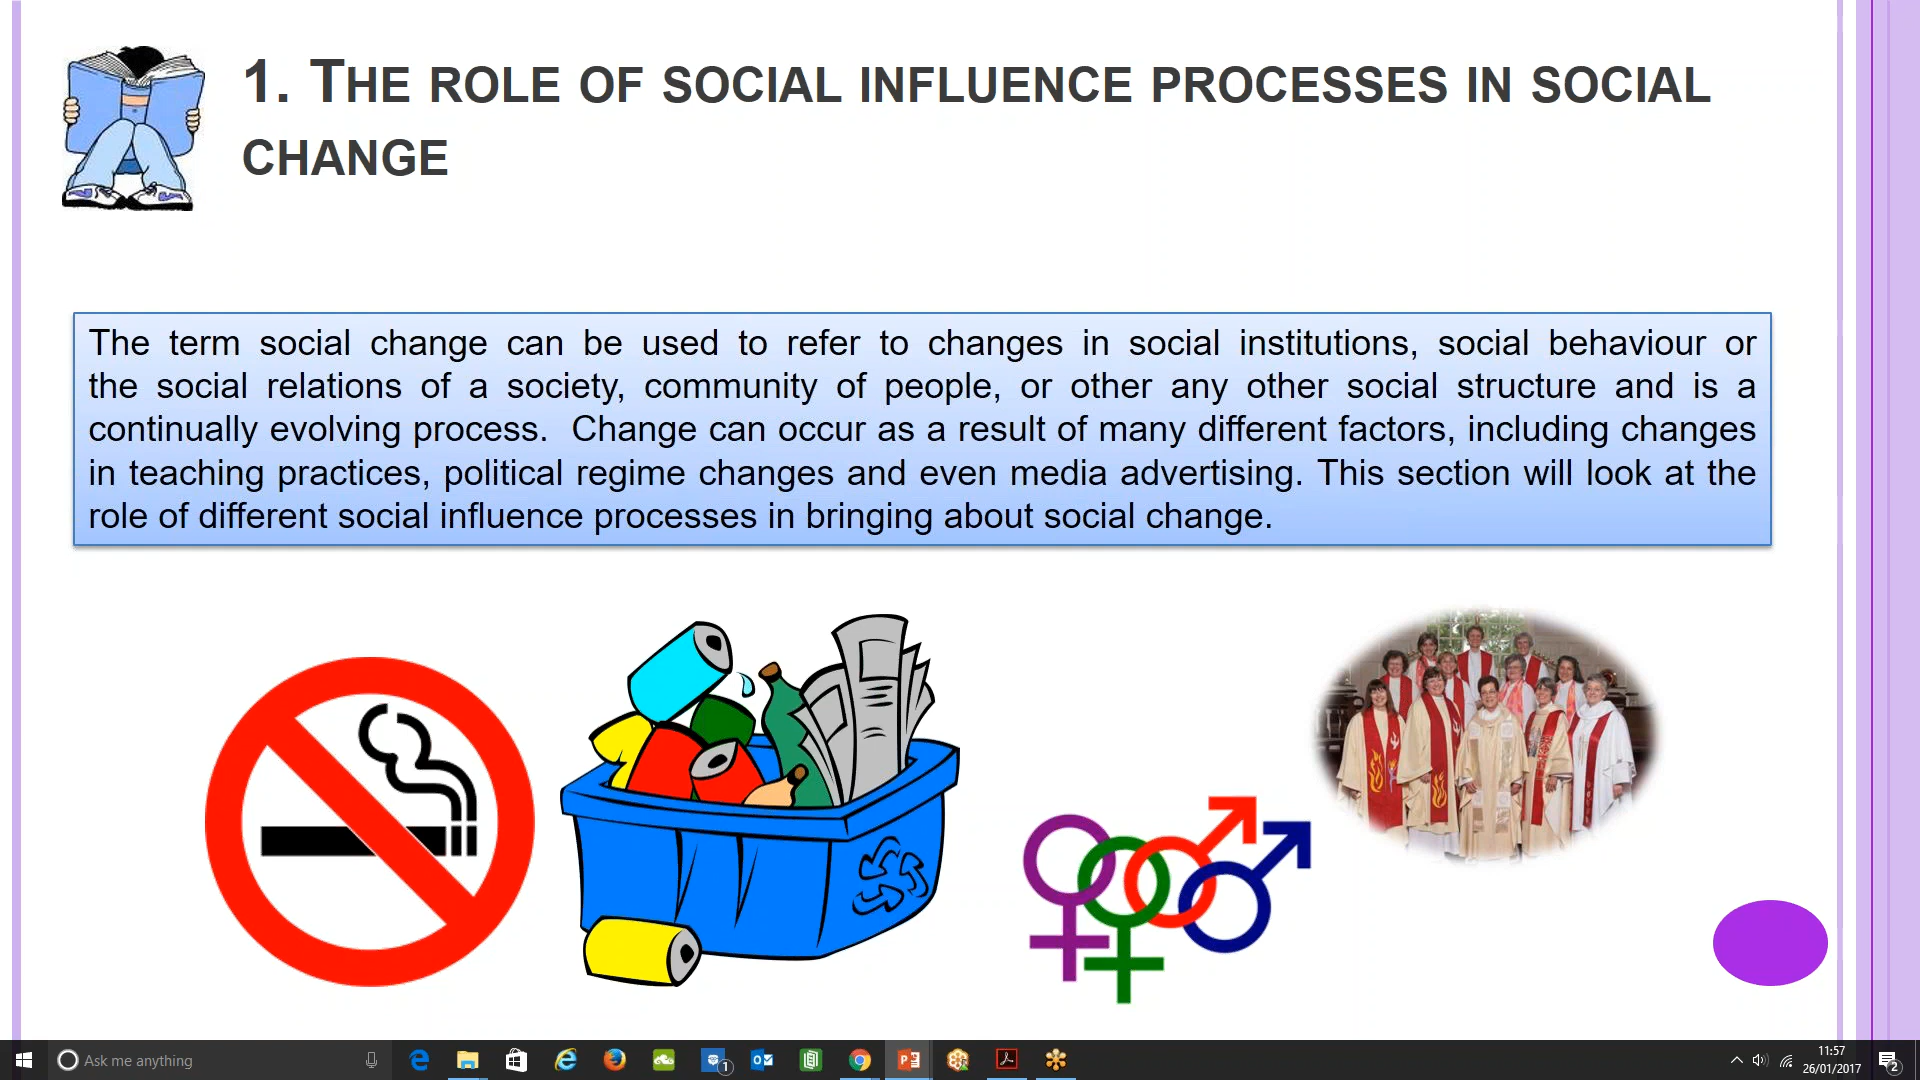 1. THE ROLE OF SOCIAL INFLUENCE PROCESSES IN SOCIAL
CHANGE
The term social change can be used to refer to changes in social institutions, social behaviour or
the social relations of a society, community of people, or other any other social structure and is a
continually evolving process. Change can occur as a result of many different factors, including changes
in teaching practices, political regime changes and even media advertising. This section will look at the
role of different social influence processes in bringing about social change.
Ask me anything
1
11:57
26/01/2017
2